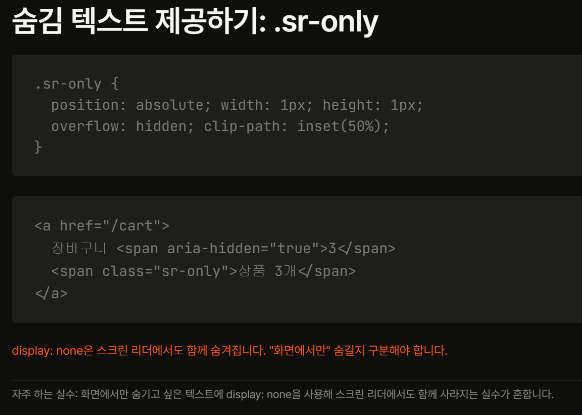 숨김 텍스트 제공하기: .sr-only
.sr-only {
  position: absolute; width: 1px; height: 1px;
  overflow: hidden; clip-path: inset(50%);
}
<a href="/cart">
  장바구니 <span aria-hidden="true">3</span>
  <span class="sr-only">상품 3개</span>
</a>
display: none은 스크린 리더에서도 함께 숨겨집니다. "화면에서만" 숨길지 구분해야 합니다.
자주 하는 실수: 화면에서만 숨기고 싶은 텍스트에 display: none을 사용해 스크린 리더에서도 함께 사라지는 실수가 흔합니다.